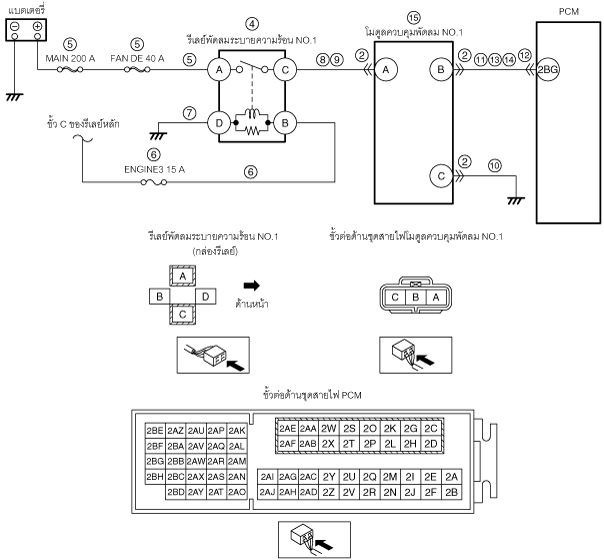 แบตเตอรี่
④
⑮
PCM
รีเลย์พัดลมระบายความร้อน NO.1
โมดูลควบคุมพัดลม NO.1
⑤ ⑤
MAIN 200 A FAN DE 40 A ⑤ A C ⑧ ⑨ ② A B ② ⑪ ⑬ ⑭ ⑫ 2BG
⑦ D B
ขั้ว C ของรีเลย์หลัก
⑥
ENGINE3 15 A ⑥
C ② ⑩
รีเลย์พัดลมระบายความร้อน NO.1
(กล่องรีเลย์)
ขั้วต่อด้านชุดสายไฟโมดูลควบคุมพัดลม NO.1
A
B D
C
ด้านหน้า
C B A
ขั้วต่อด้านชุดสายไฟ PCM
2BE 2AZ 2AU 2AP 2AK 2AE 2AA 2W 2S 2O 2K 2G 2C
2BF 2BA 2AV 2AQ 2AL 2AF 2AB 2X 2T 2P 2L 2H 2D
2BG 2BB 2AW 2AR 2AM
2BH 2BC 2AX 2AS 2AN 2AI 2AG 2AC 2Y 2U 2Q 2M 2I 2E 2A
2BD 2AY 2AT 2AO 2AJ 2AH 2AD 2Z 2V 2R 2N 2J 2F 2B